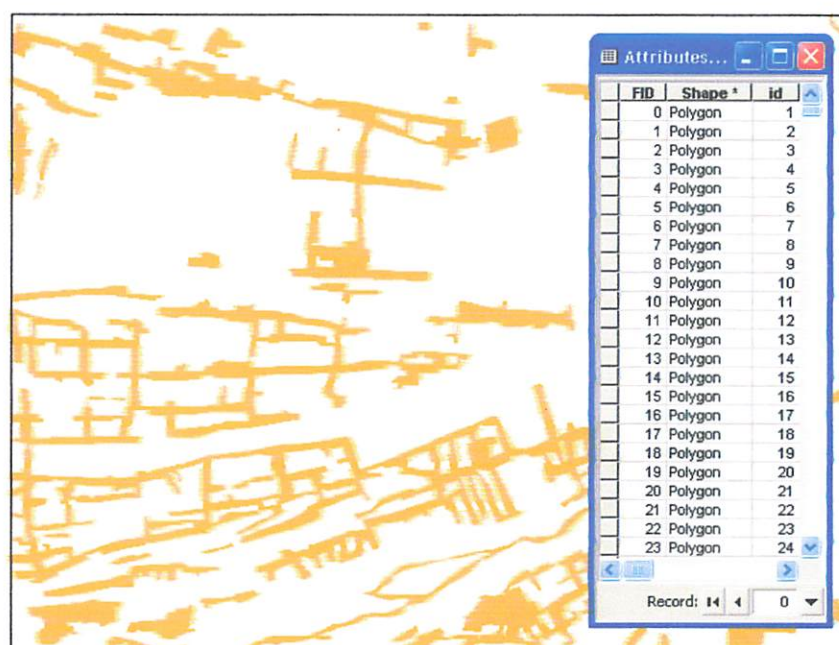 Attributes...
FID Shape * id
0 Polygon 1
1 Polygon 2
2 Polygon 3
3 Polygon 4
4 Polygon 5
5 Polygon 6
6 Polygon 7
7 Polygon 8
8 Polygon 9
9 Polygon 10
10 Polygon 11
11 Polygon 12
12 Polygon 13
13 Polygon 14
14 Polygon 15
15 Polygon 16
16 Polygon 17
17 Polygon 18
18 Polygon 19
19 Polygon 20
20 Polygon 21
21 Polygon 22
22 Polygon 23
23 Polygon 24
Record: 0